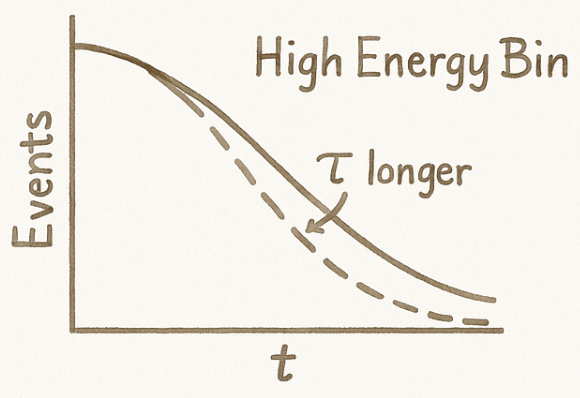 High Energy Bin
Events
τ longer
t